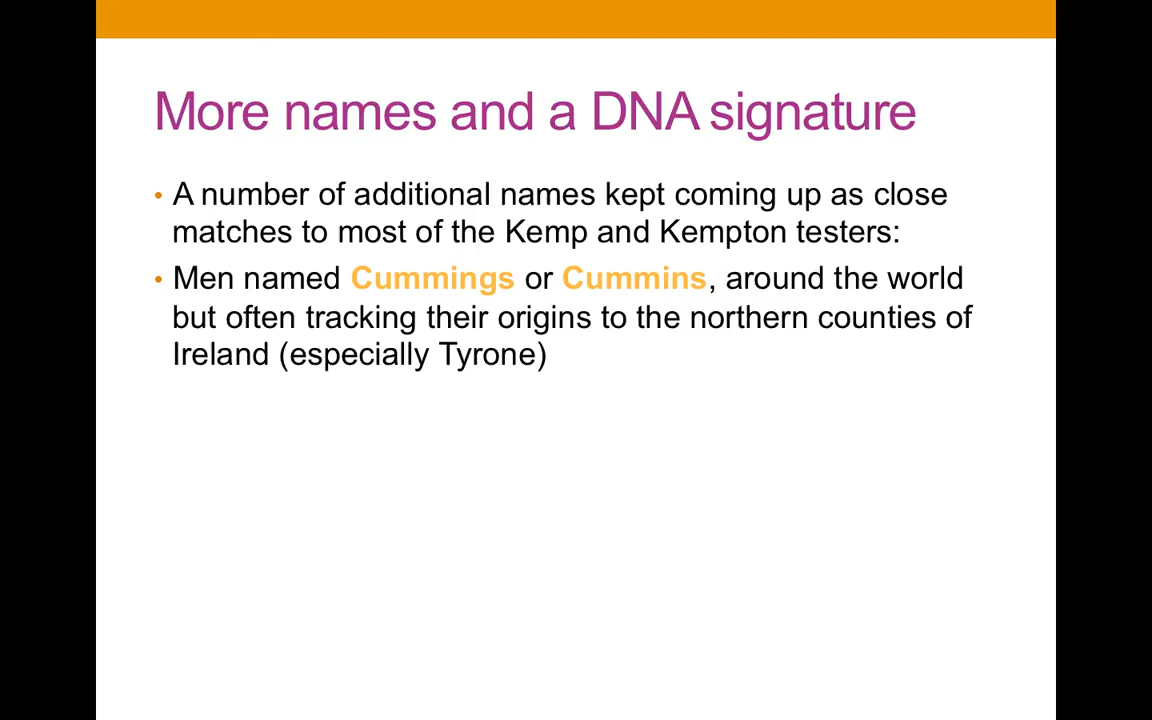 More names and a DNA signature
• A number of additional names kept coming up as close
matches to most of the Kemp and Kempton testers:
• Men named Cummings or Cummins, around the world
but often tracking their origins to the northern counties of
Ireland (especially Tyrone)